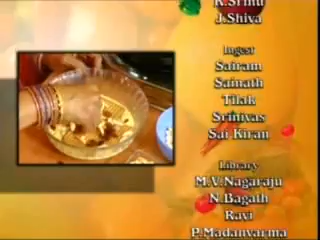 K.Srinu
J.Shiva
Ingest
Sairam
Sainath
Tilak
Srinivas
Sai Kiran
Library
M.V.Nagaraju
N.Bagath
Ravi
P.Madanvarma